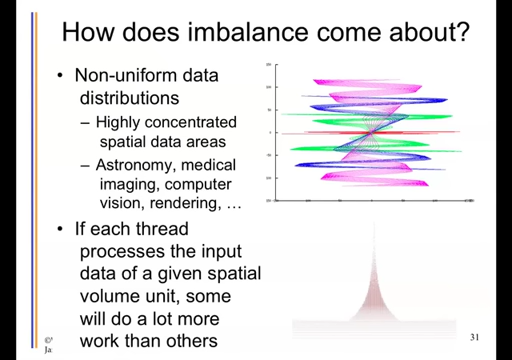 How does imbalance come about?
• Non-uniform data
distributions
– Highly concentrated
spatial data areas
– Astronomy, medical
imaging, computer
vision, rendering, …
• If each thread
processes the input
data of a given spatial
volume unit, some
will do a lot more
work than others
31